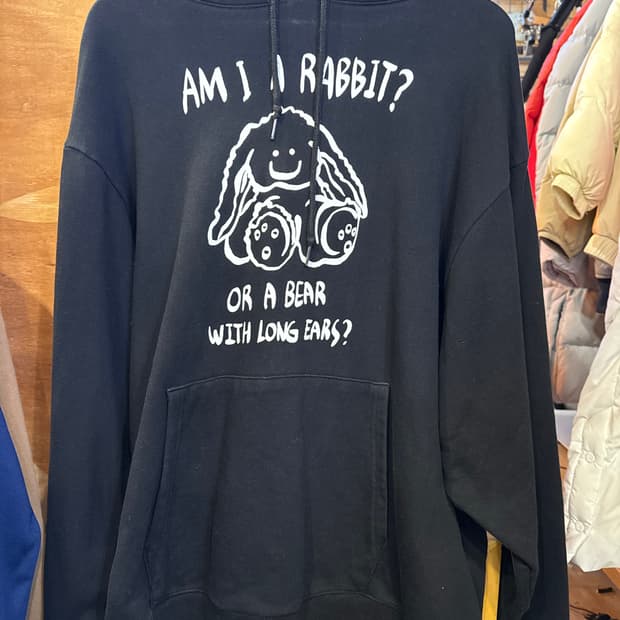 AM I A RABBIT?
OR A BEAR
WITH LONG EARS?